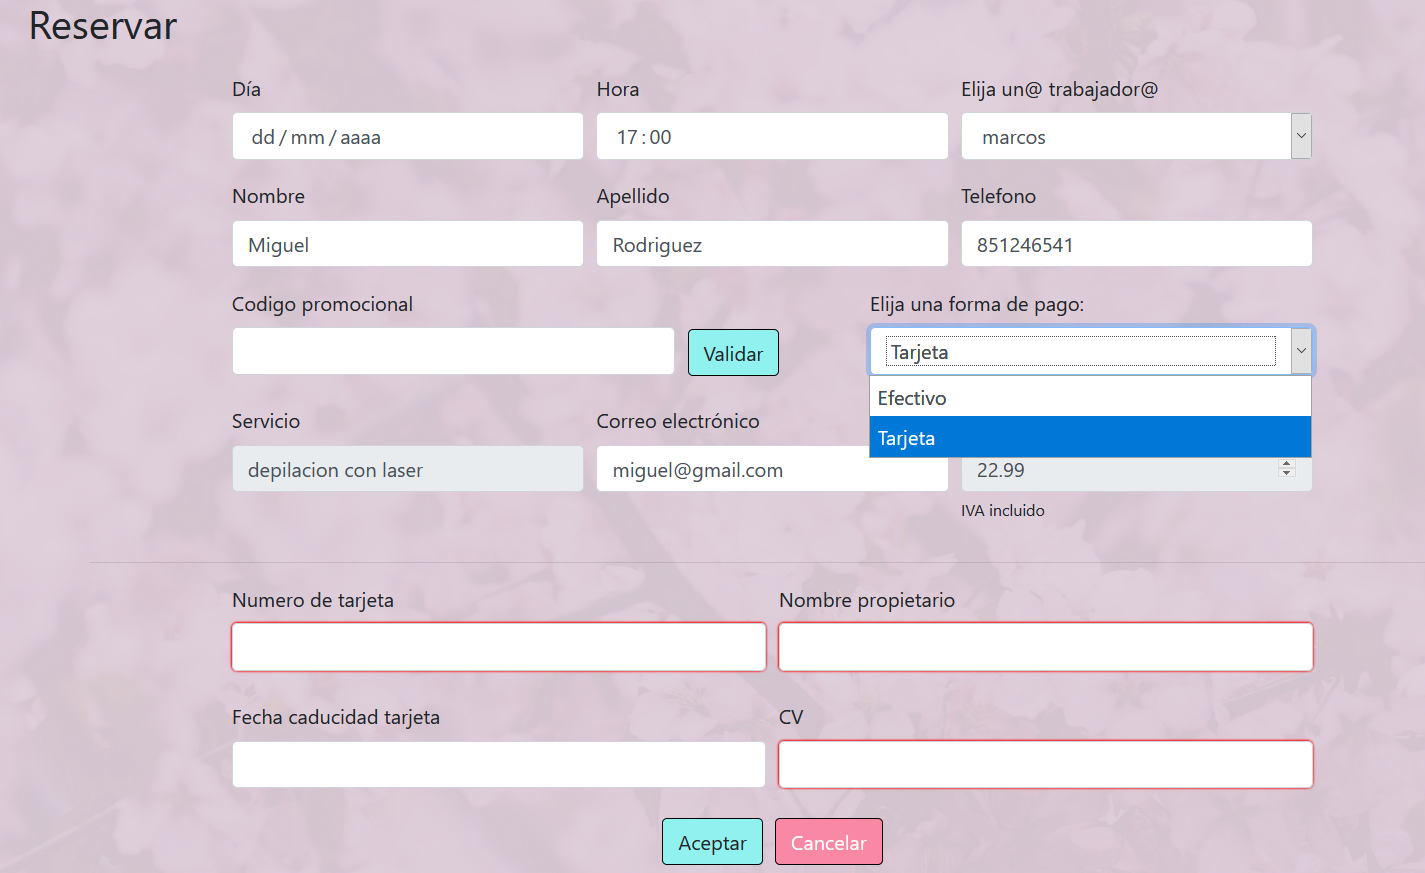 Reservar
Día Hora Elija un@ trabajador@
dd / mm / aaaa 17 : 00 marcos
Nombre Apellido Telefono
Miguel Rodriguez 851246541
Codigo promocional Elija una forma de pago:
Validar Tarjeta
Efectivo
Servicio Correo electrónico Tarjeta
depilacion con laser miguel@gmail.com 22.99
IVA incluido
Numero de tarjeta Nombre propietario
Fecha caducidad tarjeta CV
Aceptar Cancelar